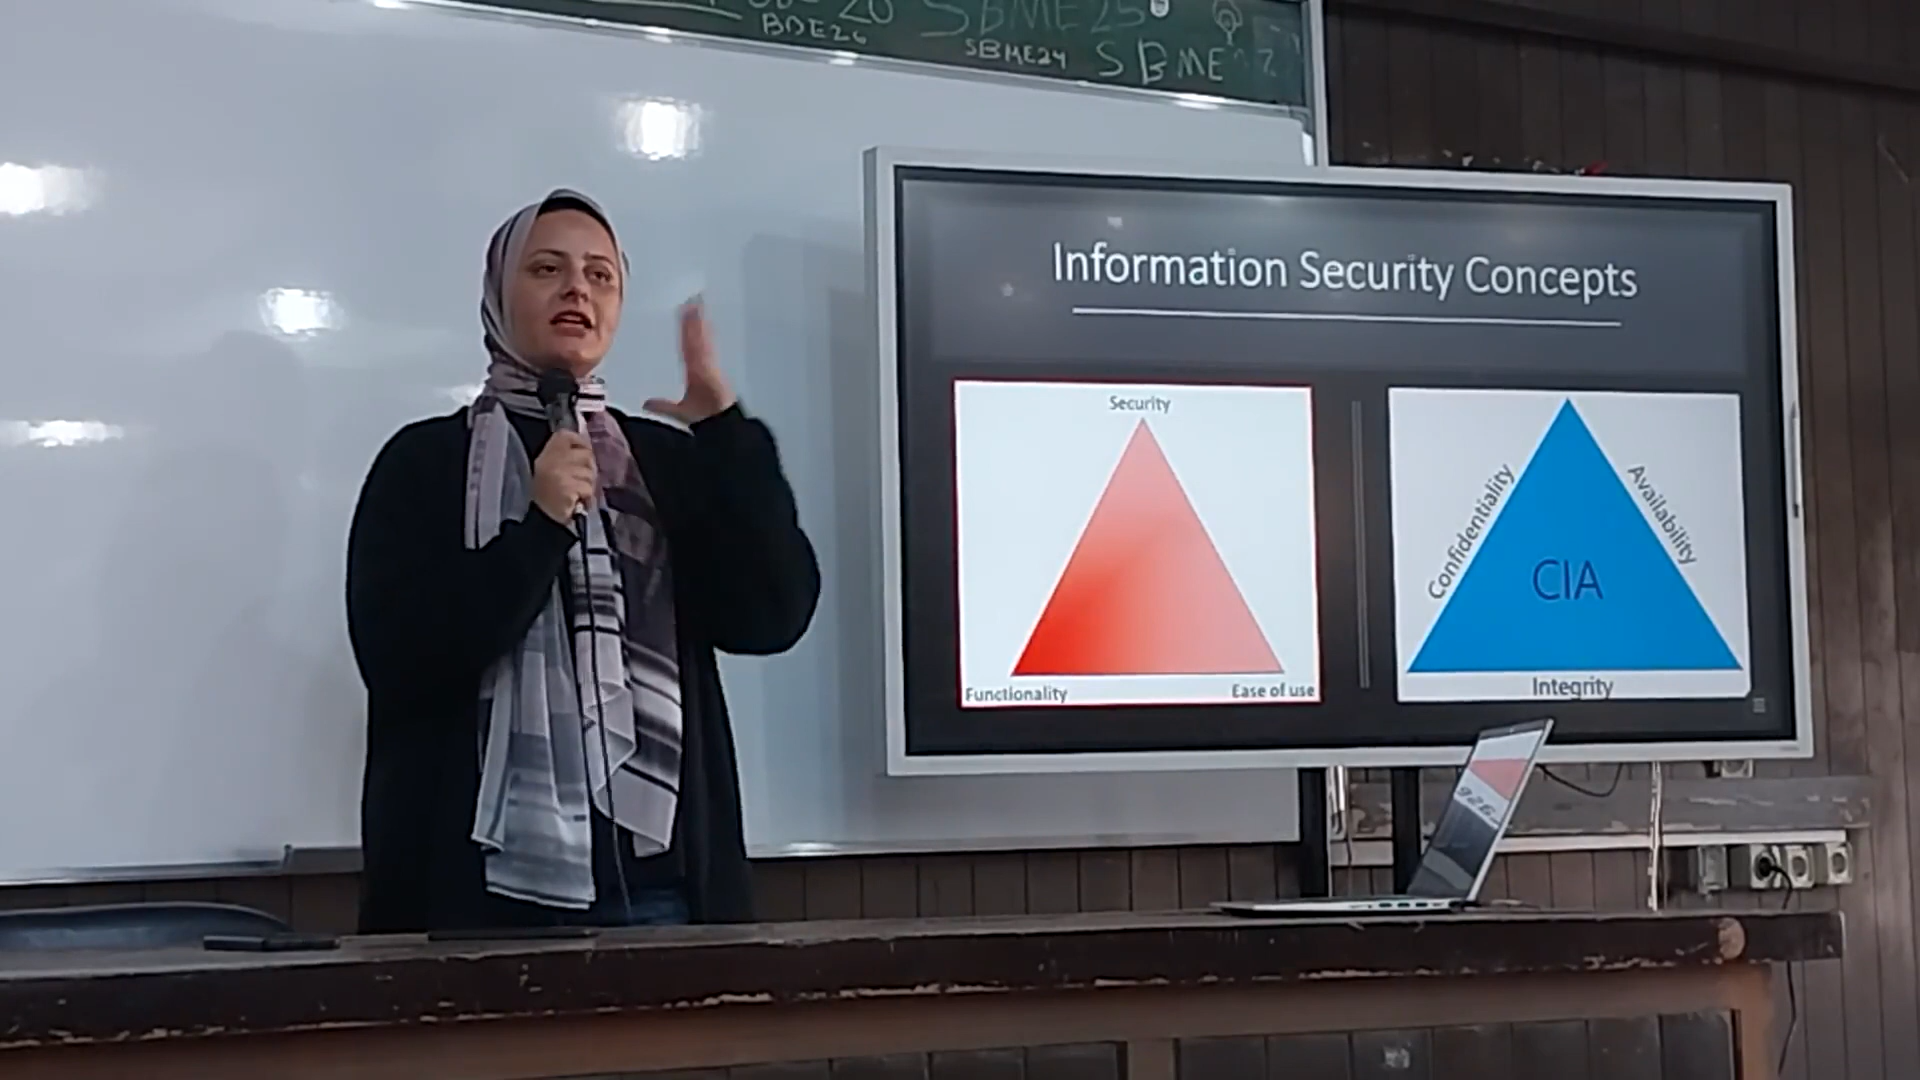 BDE26
SBME25
SBME24
SBME
Information Security Concepts
Security
Functionality
Ease of use
Confidentiality
Availability
CIA
Integrity